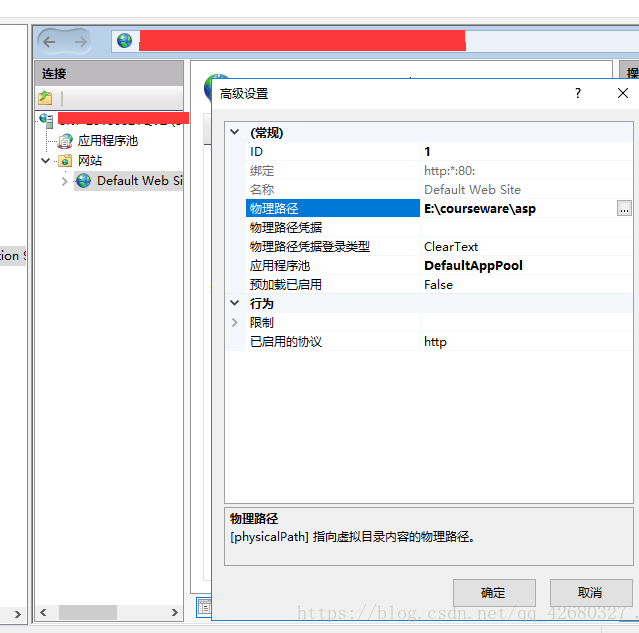 连接
高级设置
?
应用程序池
网站
Default Web Si
(常规)
ID 1
绑定 http:*:80:
名称 Default Web Site
物理路径 E:\courseware\asp
...
物理路径凭据
物理路径凭据登录类型 ClearText
应用程序池 DefaultAppPool
预加载已启用 False
行为
限制
已启用的协议 http
物理路径
[physicalPath] 指向虚拟目录内容的物理路径。
确定 取消
https://blog.csdn.net/qq_42680327